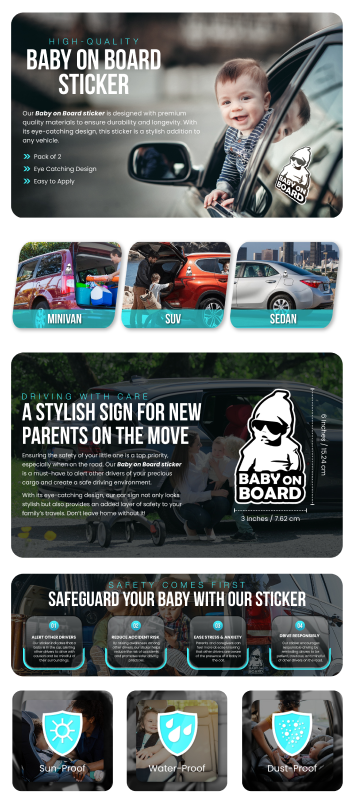 HIGH-QUALITY
BABY ON BOARD
STICKER
Our Baby on Board sticker is designed with premium
quality materials to ensure durability and longevity. With
its eye-catching design, this sticker is a stylish addition to
any vehicle.
Pack of 2
Eye Catching Design
Easy to Apply
BABY ON
BOARD
MINIVAN
SUV
SEDAN
DRIVING WITH CARE
A STYLISH SIGN FOR NEW
PARENTS ON THE MOVE
Ensuring the safety of your little one is a top priority,
especially when on the road. Our Baby on Board sticker
is a must-have to alert other drivers of your precious
cargo and create a safe driving environment.
With its eye-catching design, our car sign not only looks
stylish but also provides an added layer of safety to your
family's travels. Don't leave home without it!
BABY ON
BOARD
6 Inches / 15.24 cm
3 Inches / 7.62 cm
SAFETY COMES FIRST
SAFEGUARD YOUR BABY WITH OUR STICKER
01
ALERT OTHER DRIVERS
02
REDUCE ACCIDENT RISK
03
EASE STRESS & ANXIETY
04
DRIVE RESPONSIBLY
Sun-Proof
Water-Proof
Dust-Proof